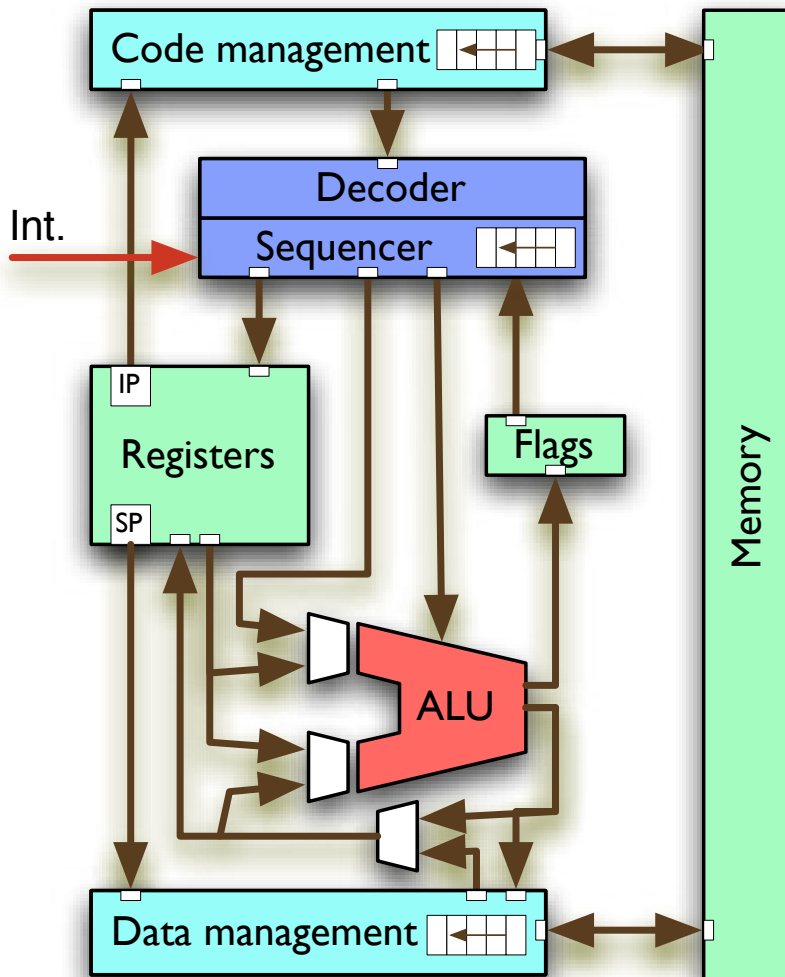 Code management
Decoder
Int.
Sequencer
IP
Registers
Flags
SP
Memory
ALU
Data management